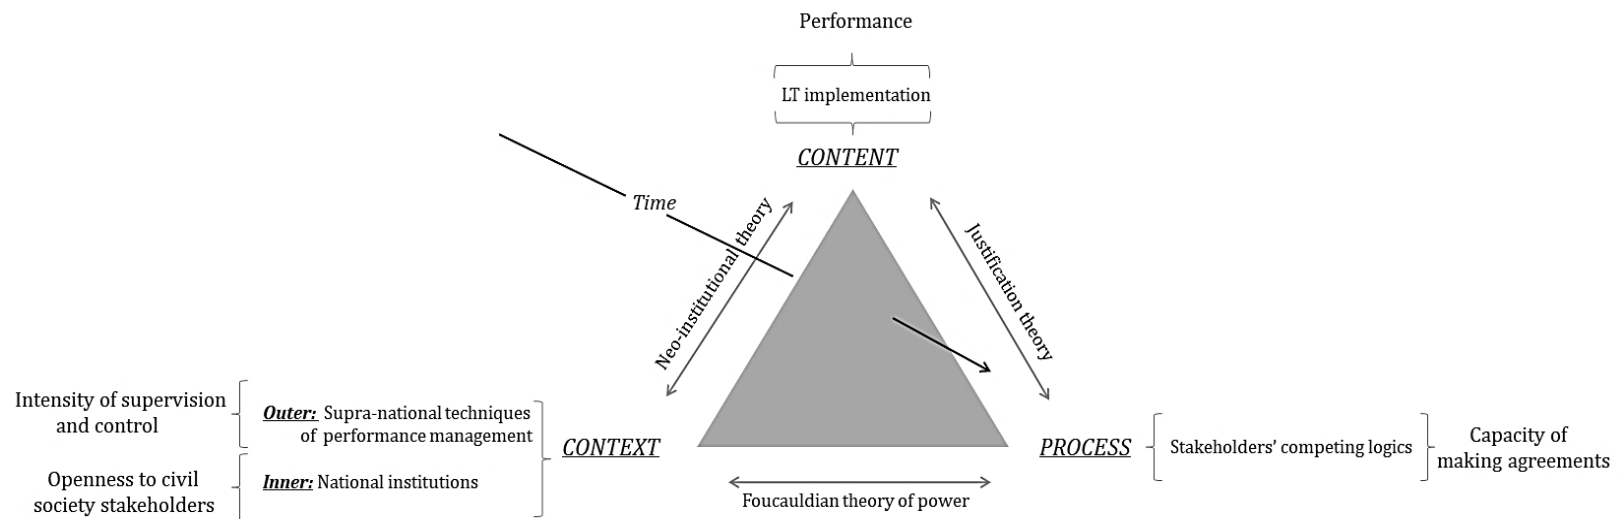 Performance
LT implementation
CONTENT
Time
Neo-institutional theory
Justification theory
Intensity of supervision
and control
Outer: Supra-national techniques
of performance management
CONTEXT
Openness to civil
society stakeholders
Inner: National institutions
PROCESS
Stakeholders’ competing logics
Capacity of
making agreements
Foucauldian theory of power